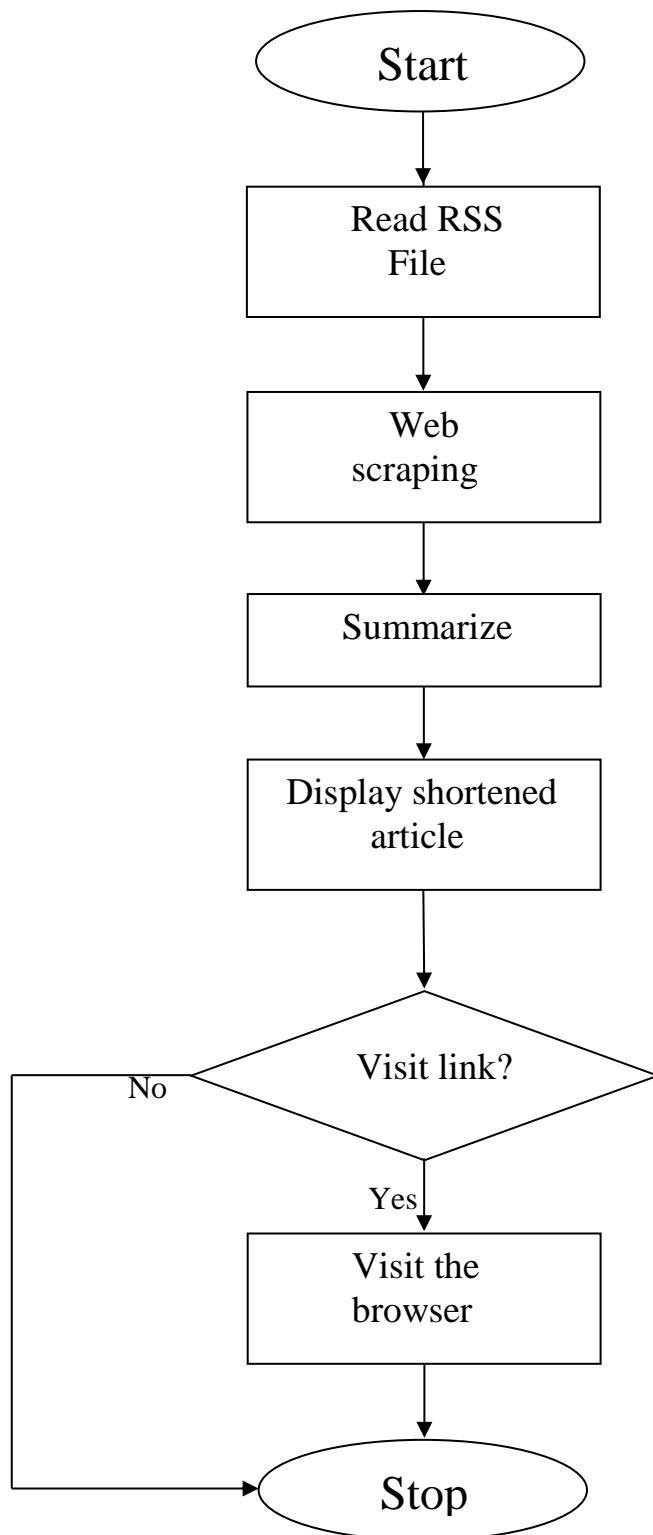 Start
Read RSS
File
Web
scraping
Summarize
Display shortened
article
Visit link?
No
Yes
Visit the
browser
Stop